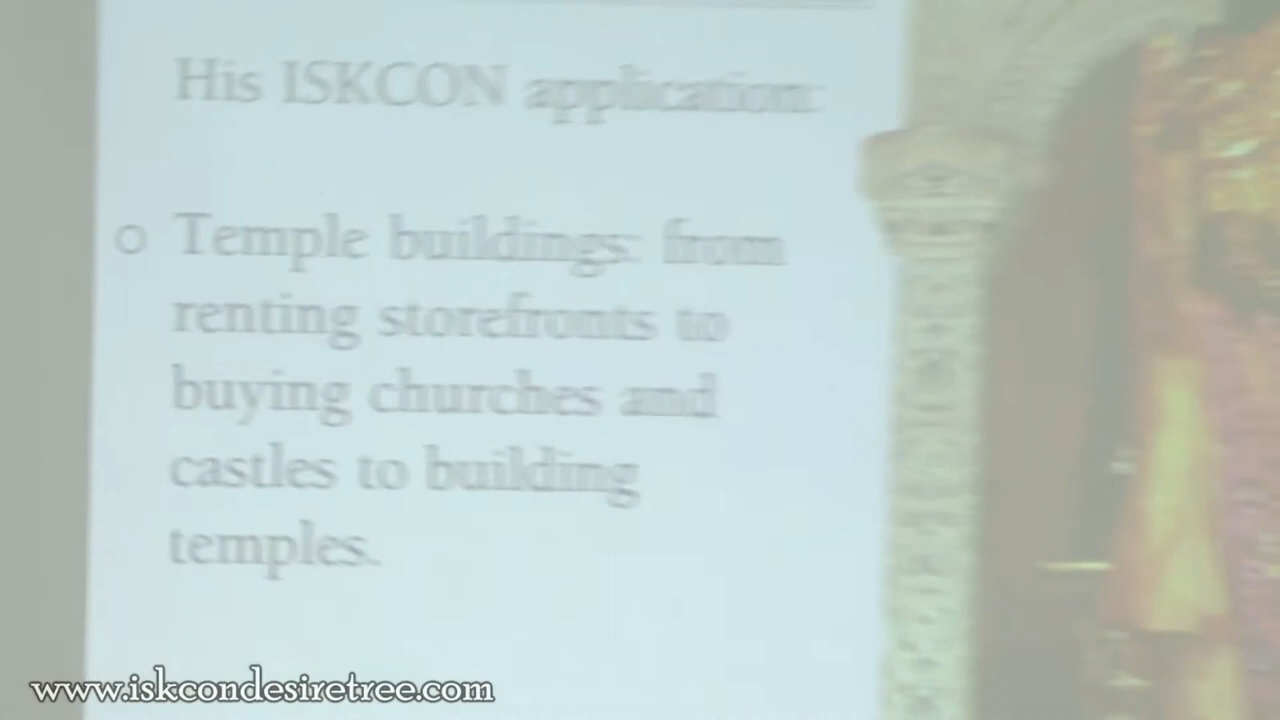 His ISKCON application:
o Temple buildings: from
renting storefronts to
buying churches and
castles to building
temples.
www.iskcondesiretree.com